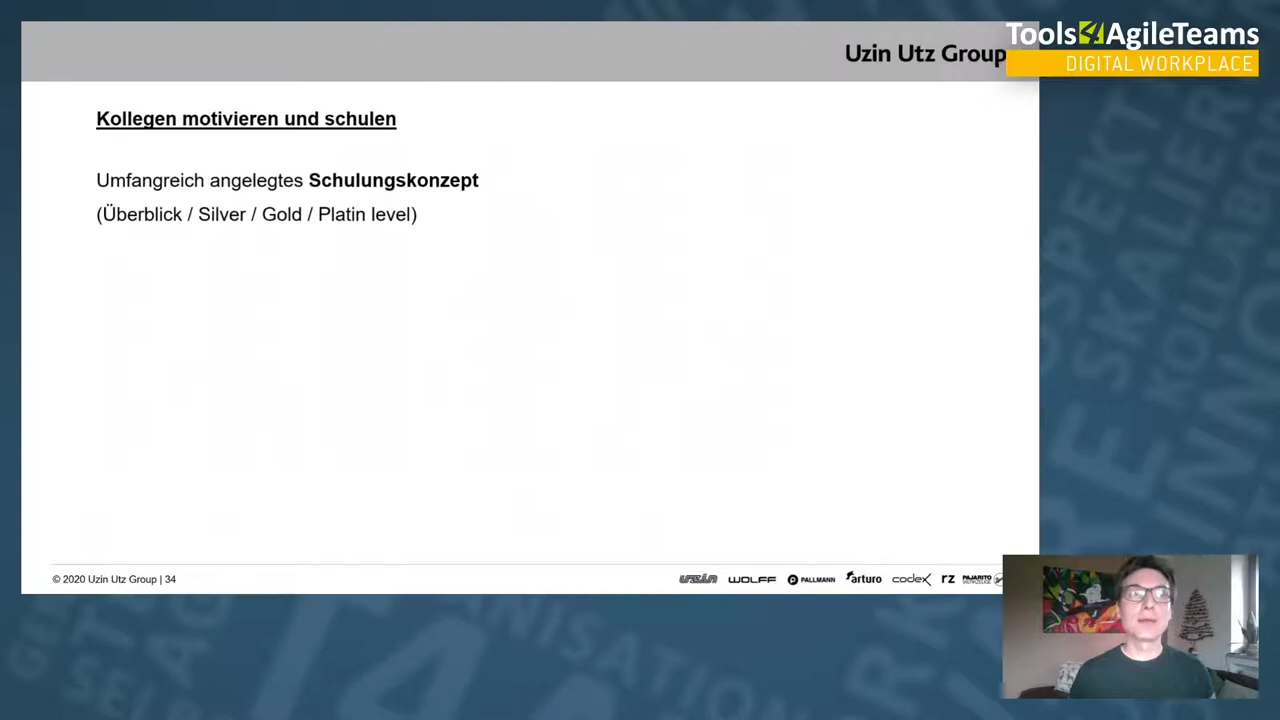 Tools4AgileTeams
DIGITAL WORKPLACE
Uzin Utz Group
Kollegen motivieren und schulen
Umfangreich angelegtes Schulungskonzept
(Überblick / Silver / Gold / Platin level)
© 2020 Uzin Utz Group | 34
UZIN WOLFF PALLMANN arturo codex RZ PAJARITO